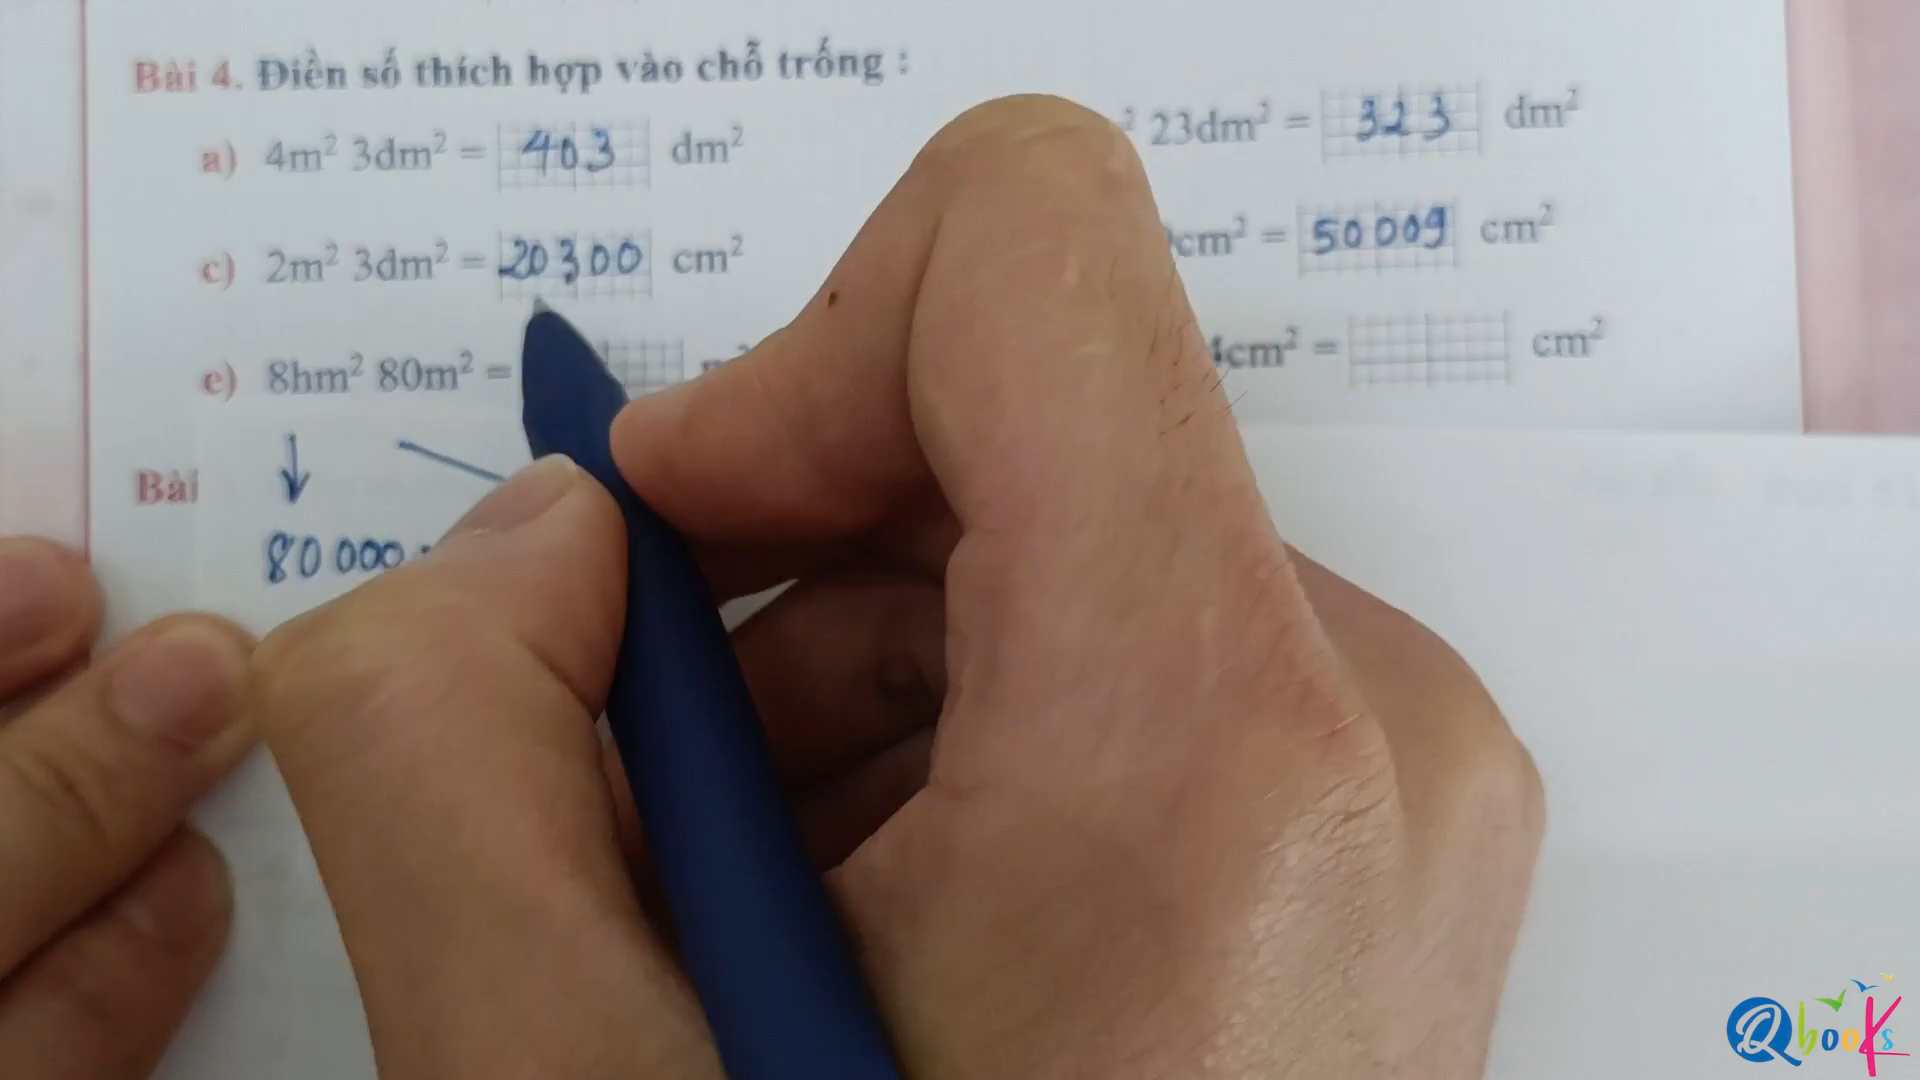 Bài 4. Điền số thích hợp vào chỗ trống :
a) 4m² 3dm² = 403 dm²
² 23dm² = 323 dm²
c) 2m² 3dm² = 20300 cm²
cm² = 50009 cm²
e) 8hm² 80m² =
4cm² = cm²
Bài
80 000
Qbooks